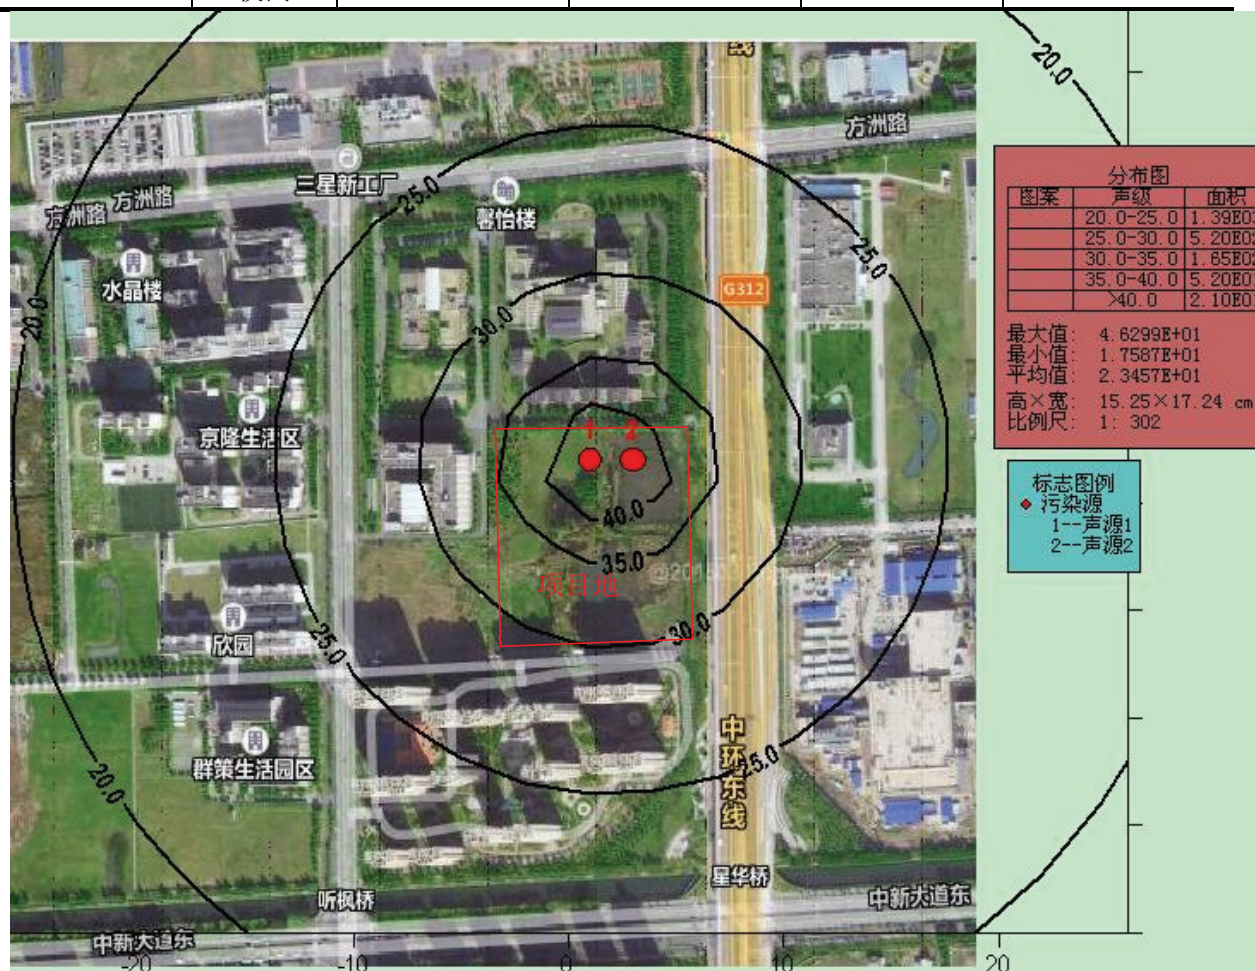 线
20.0
方洲路
三星新工厂
25.0
方洲路
方洲路
馨怡楼
25.0
水晶楼
G312
20.0
30.0
京隆生活区
1
2
40.0
35.0
项目地
30.0
25.0
欣园
中环东线
25.0
群策生活园区
20.0
听枫桥
星华桥
中新大道东
中新大道东
-20
-10
0
10
20
分布图
图案 声级 面积
20.0-25.0
25.0-30.0
30.0-35.0
35.0-40.0
>40.0
最大值: 4.6299E+01
最小值: 1.7587E+01
平均值: 2.3457E+01
高×宽: 15.25×17.24 cm
比例尺: 1: 302
标志图例
污染源
1--声源1
2--声源2